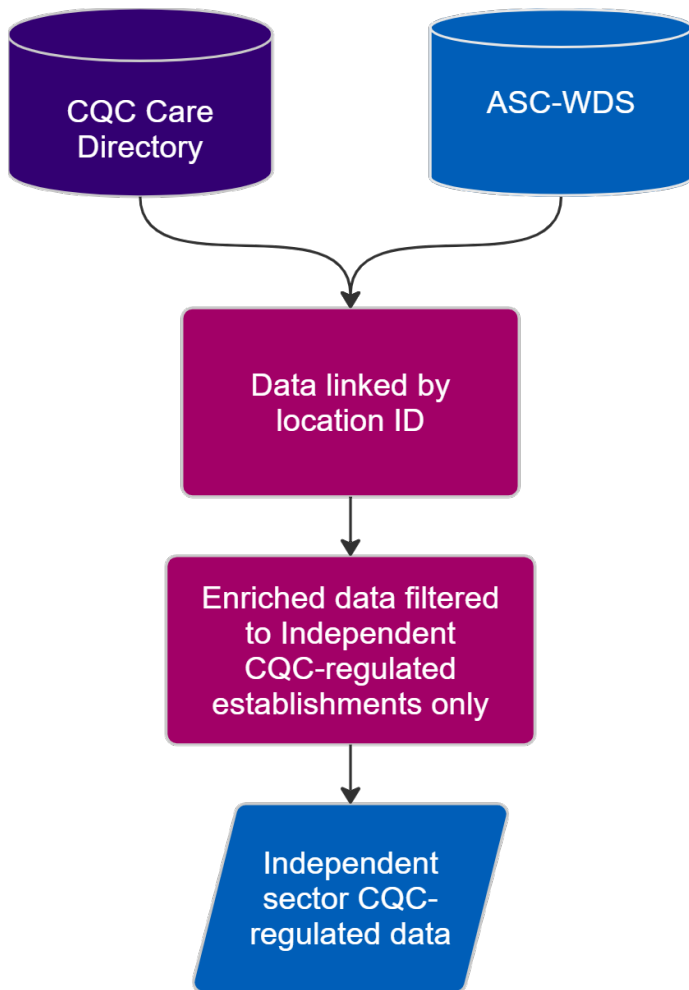 CQC Care
Directory
ASC-WDS
Data linked by
location ID
Enriched data filtered
to Independent
CQC-regulated
establishments only
Independent
sector CQC-
regulated data